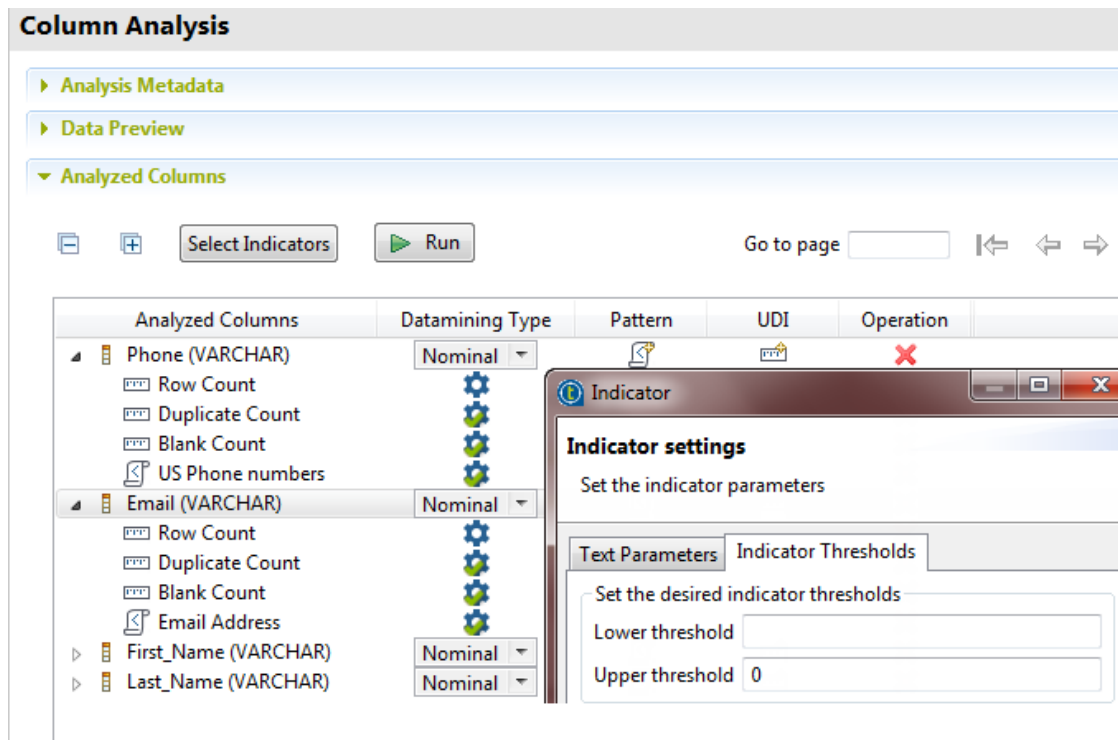 Column Analysis
Analysis Metadata
Data Preview
Analyzed Columns
Select Indicators Run Go to page
Analyzed Columns Datamining Type Pattern UDI Operation
Phone (VARCHAR) Nominal
Row Count
Duplicate Count
Blank Count
US Phone numbers
Email (VARCHAR) Nominal
Row Count
Duplicate Count
Blank Count
Email Address
First_Name (VARCHAR) Nominal
Last_Name (VARCHAR) Nominal
Indicator
Indicator settings
Set the indicator parameters
Text Parameters Indicator Thresholds
Set the desired indicator thresholds
Lower threshold
Upper threshold 0